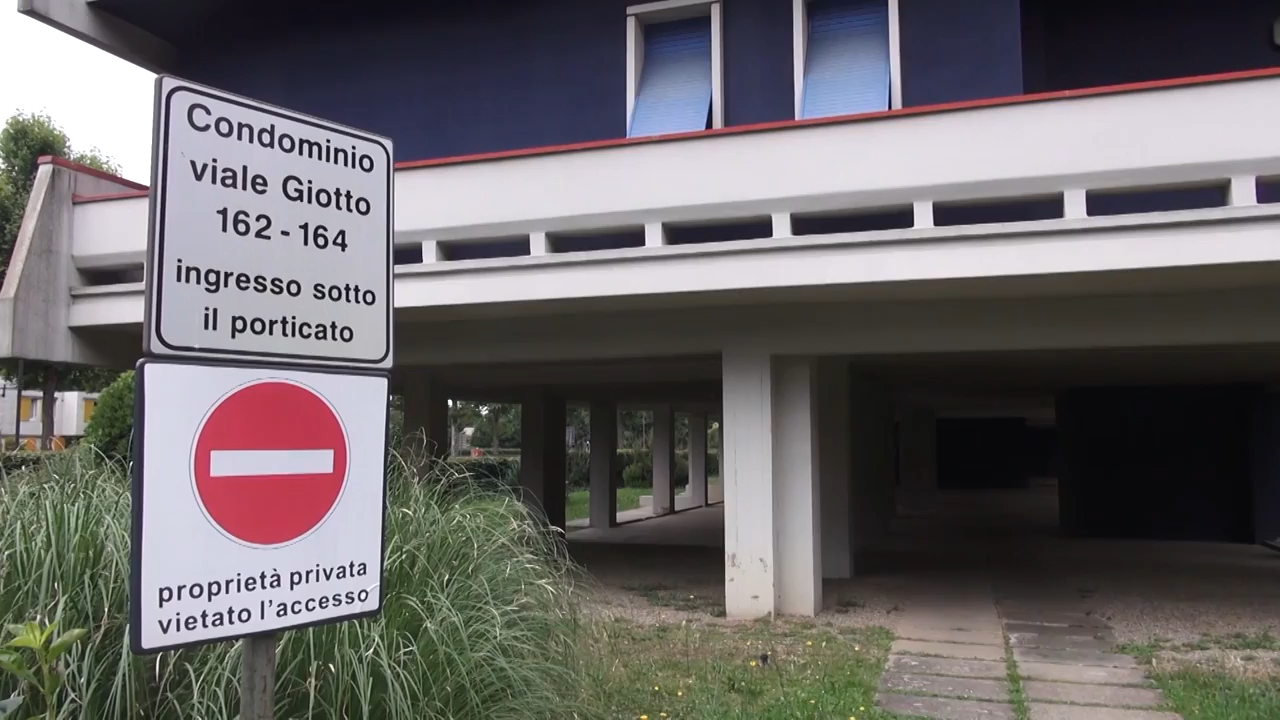 Condominio
viale Giotto
162 - 164
ingresso sotto
il porticato
proprietà privata
vietato l'accesso